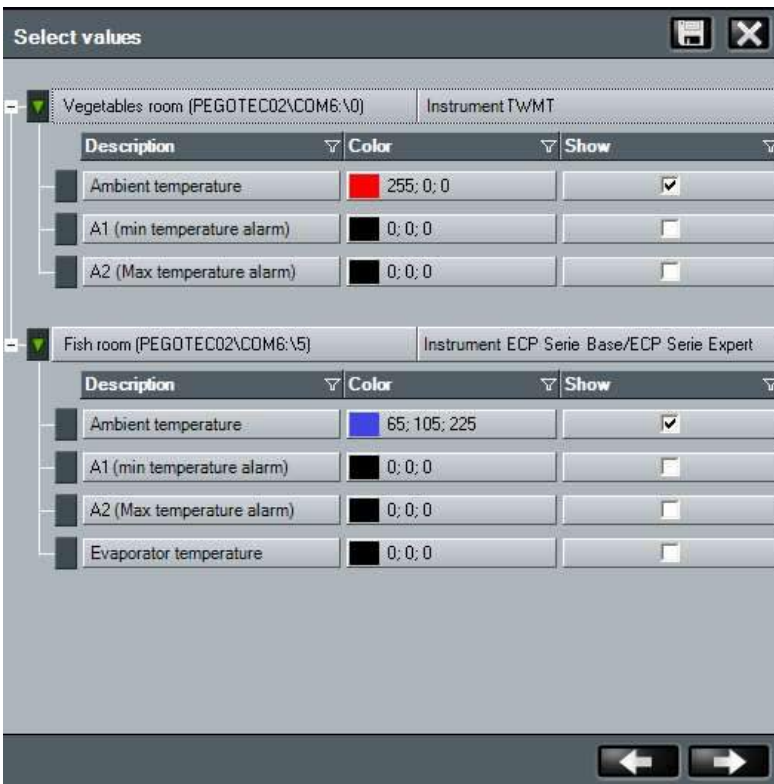 Select values
Vegetables room (PEGOTEC02\COM6:\0) Instrument TWMT
Description Color Show
Ambient temperature 255; 0; 0
A1 (min temperature alarm) 0; 0; 0
A2 (Max temperature alarm) 0; 0; 0
Fish room (PEGOTEC02\COM6:\5) Instrument ECP Serie Base/ECP Serie Expert
Description Color Show
Ambient temperature 65; 105; 225
A1 (min temperature alarm) 0; 0; 0
A2 (Max temperature alarm) 0; 0; 0
Evaporator temperature 0; 0; 0